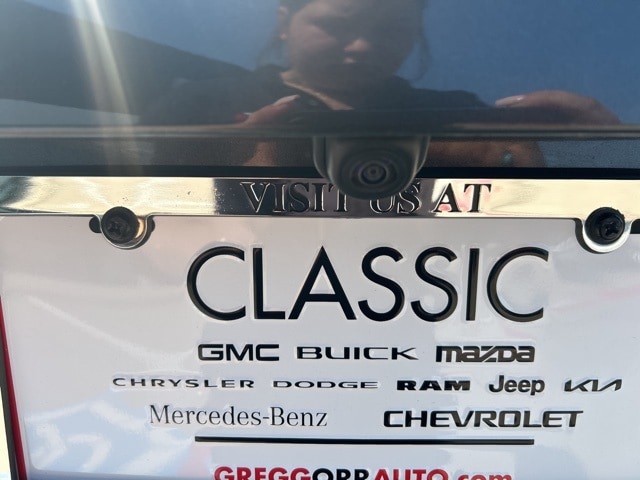 VISIT US AT
CLASSIC
GMC BUICK mazda
CHRYSLER DODGE RAM Jeep KIA
Mercedes-Benz CHEVROLET
GREGGORRAUTO.com